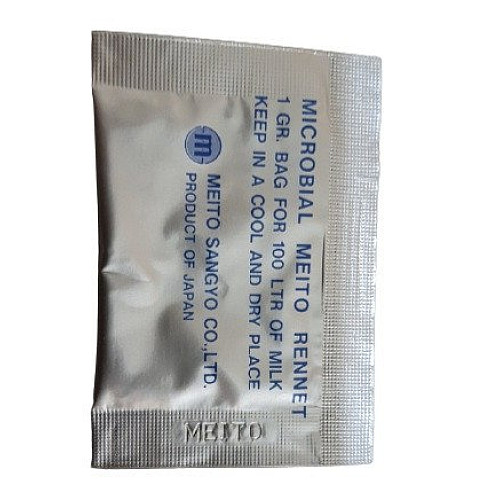 MICROBIAL MEITO RENNET
1 GR. BAG FOR 100 LTR OF MILK
KEEP IN A COOL AND DRY PLACE
m
MEITO SANGYO CO.,LTD.
PRODUCT OF JAPAN
MEITO